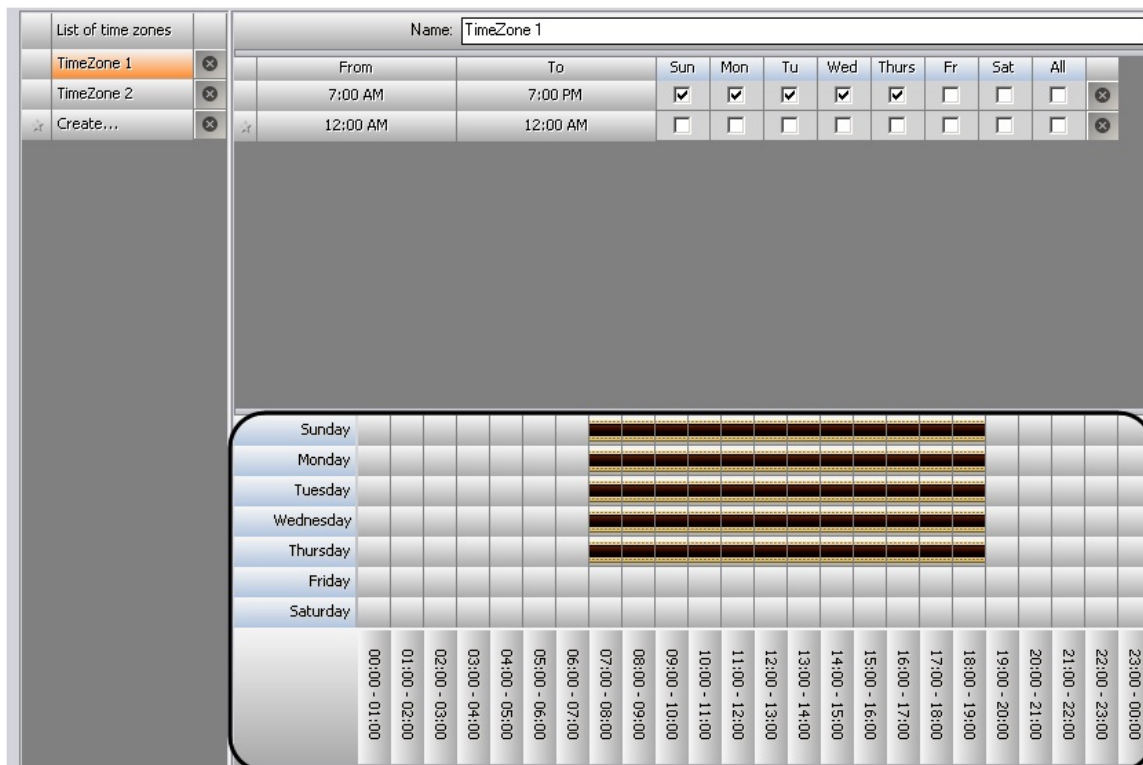 List of time zones
TimeZone 1
TimeZone 2
Create...
Name: TimeZone 1
From To Sun Mon Tu Wed Thurs Fr Sat All
7:00 AM 7:00 PM
12:00 AM 12:00 AM
Sunday
Monday
Tuesday
Wednesday
Thursday
Friday
Saturday
00:00 - 01:00
01:00 - 02:00
02:00 - 03:00
03:00 - 04:00
04:00 - 05:00
05:00 - 06:00
06:00 - 07:00
07:00 - 08:00
08:00 - 09:00
09:00 - 10:00
10:00 - 11:00
11:00 - 12:00
12:00 - 13:00
13:00 - 14:00
14:00 - 15:00
15:00 - 16:00
16:00 - 17:00
17:00 - 18:00
18:00 - 19:00
19:00 - 20:00
20:00 - 21:00
21:00 - 22:00
22:00 - 23:00
23:00 - 00:00